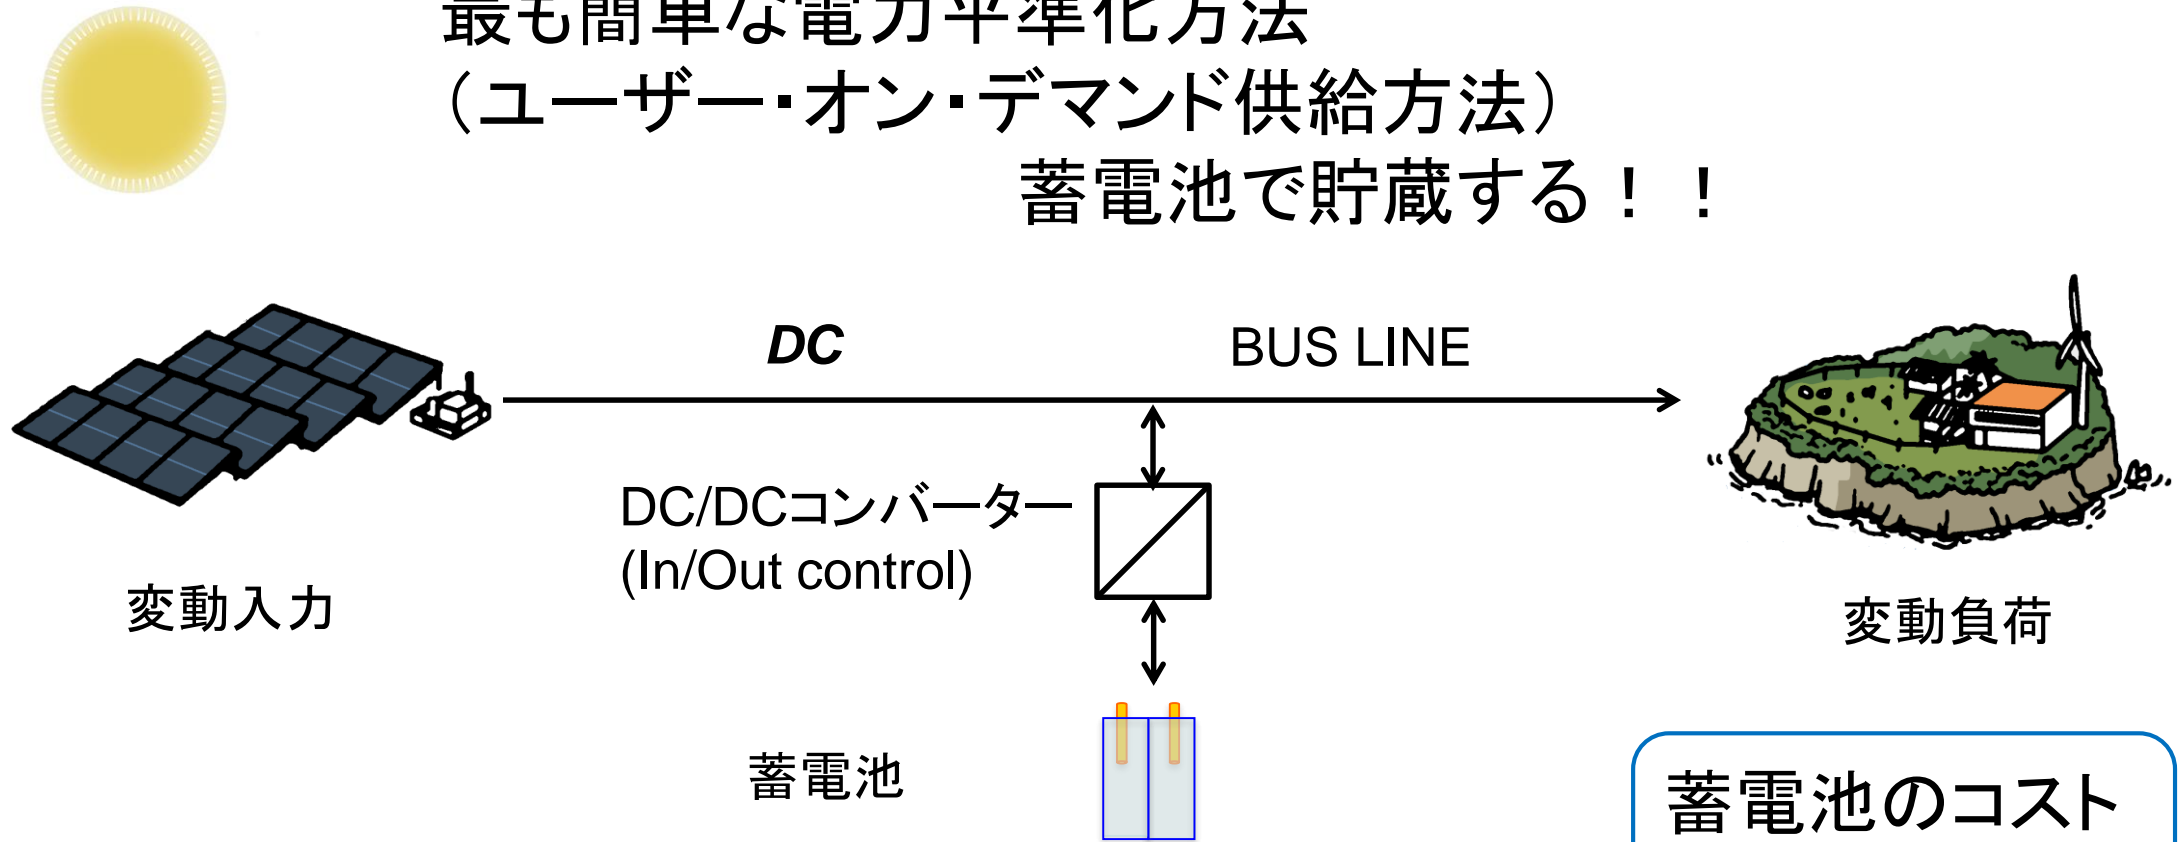 最も簡単な電力平準化方法
（ユーザー・オン・デマンド供給方法）
蓄電池で貯蔵する！！
DC
BUS LINE
DC/DCコンバーター
(In/Out control)
変動入力
変動負荷
蓄電池
蓄電池のコスト